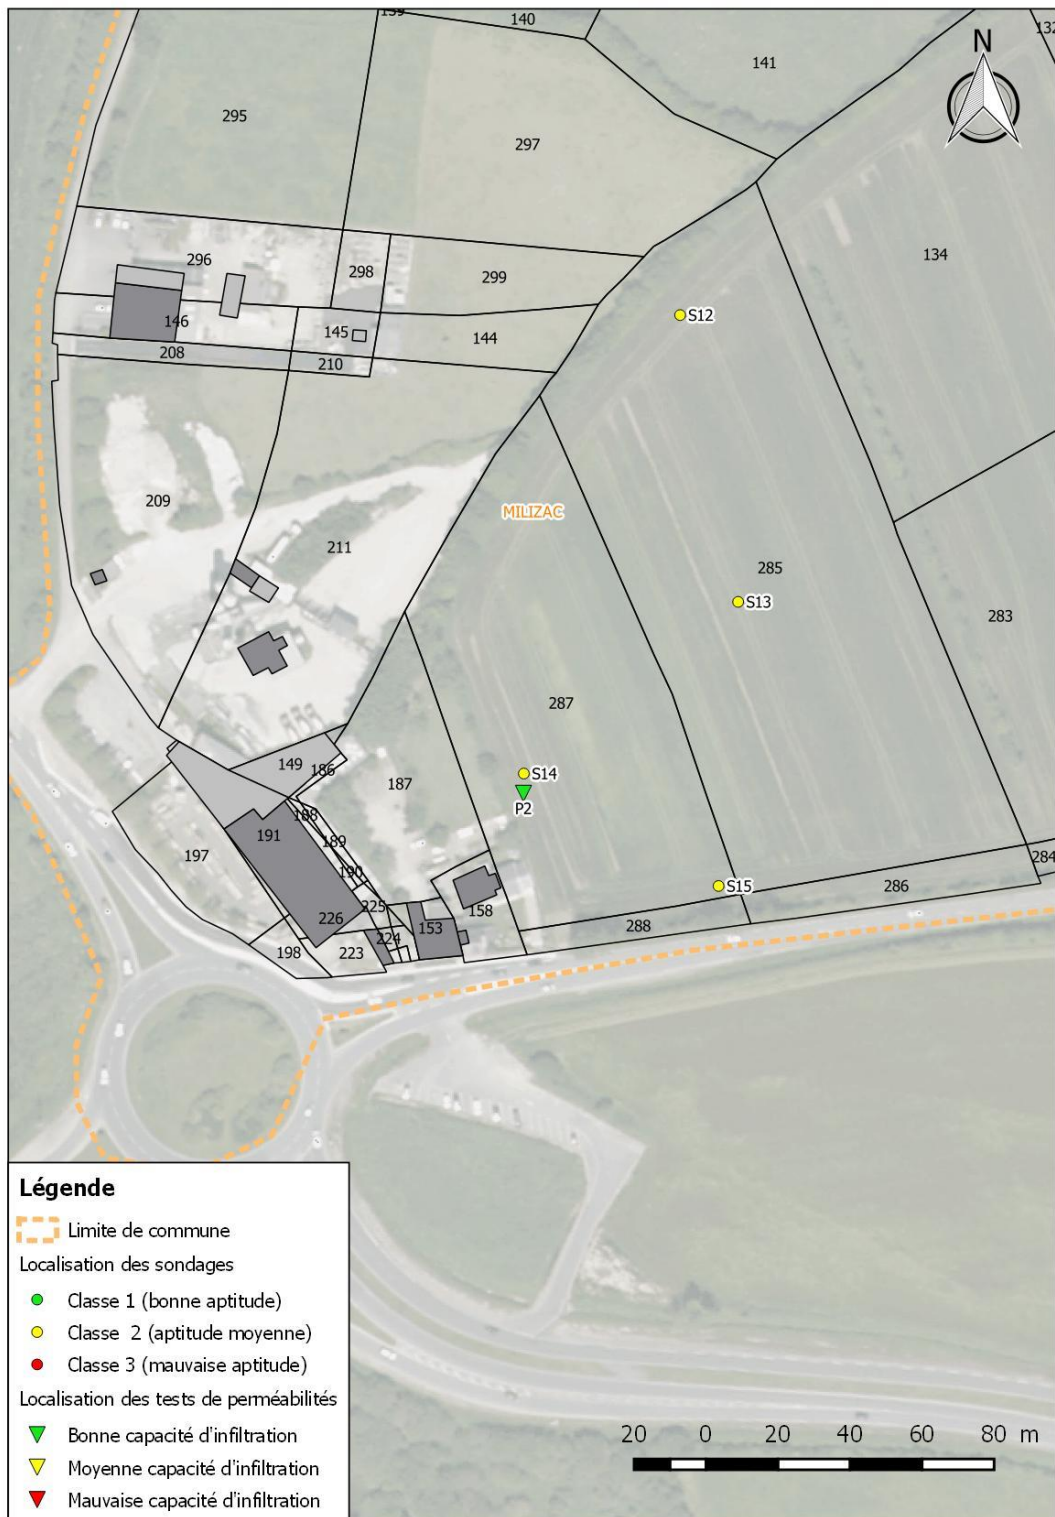 139
140
132
N
141
295
297
134
296
298
299
S12
146
145
144
208
210
209
MILIZAC
211
285
S13
283
287
149
186
S14
187
P2
188
191
189
197
190
284
S15
286
225
158
226
288
153
224
198
223
Légende
Limite de commune
Localisation des sondages
Classe 1 (bonne aptitude)
Classe 2 (aptitude moyenne)
Classe 3 (mauvaise aptitude)
Localisation des tests de perméabilités
Bonne capacité d'infiltration
Moyenne capacité d'infiltration
Mauvaise capacité d'infiltration
20 0 20 40 60 80 m